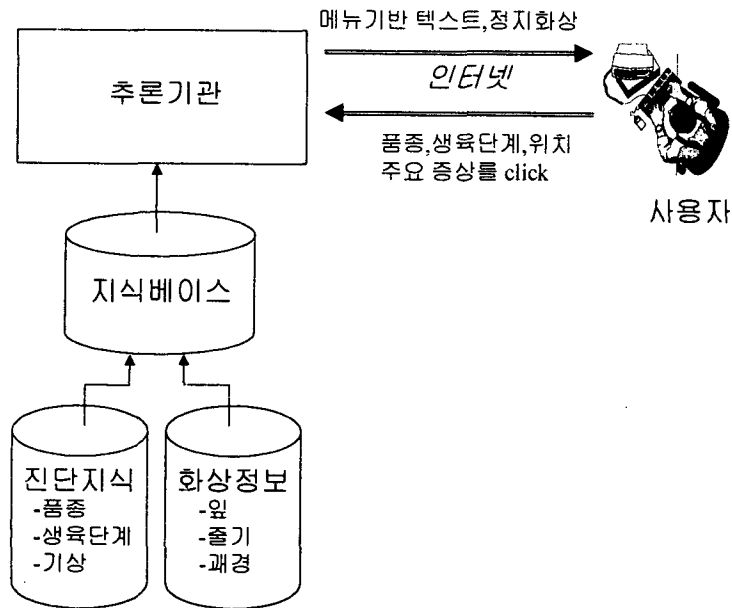 메뉴기반 텍스트,정지화상
인터넷
추론기관
품종,생육단계,위치
주요 증상를 click
사용자
지식베이스
진단지식
-품종
-생육단계
-기상
화상정보
-잎
-줄기
-괘경